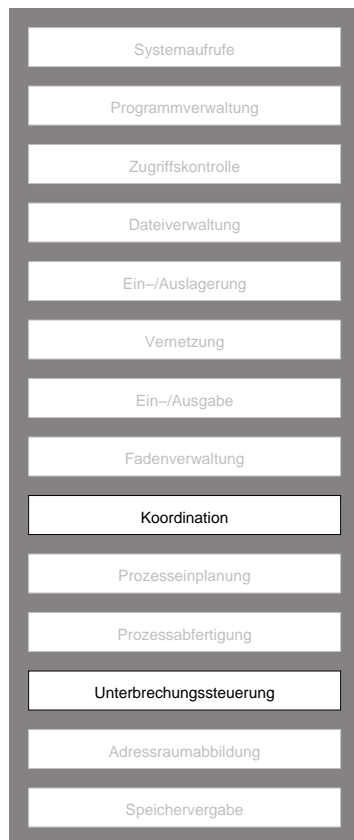 Systemaufrufe
Programmverwaltung
Zugriffskontrolle
Dateiverwaltung
Ein−/Auslagerung
Vernetzung
Ein−/Ausgabe
Fadenverwaltung
Koordination
Prozesseinplanung
Prozessabfertigung
Unterbrechungssteuerung
Adressraumabbildung
Speichervergabe